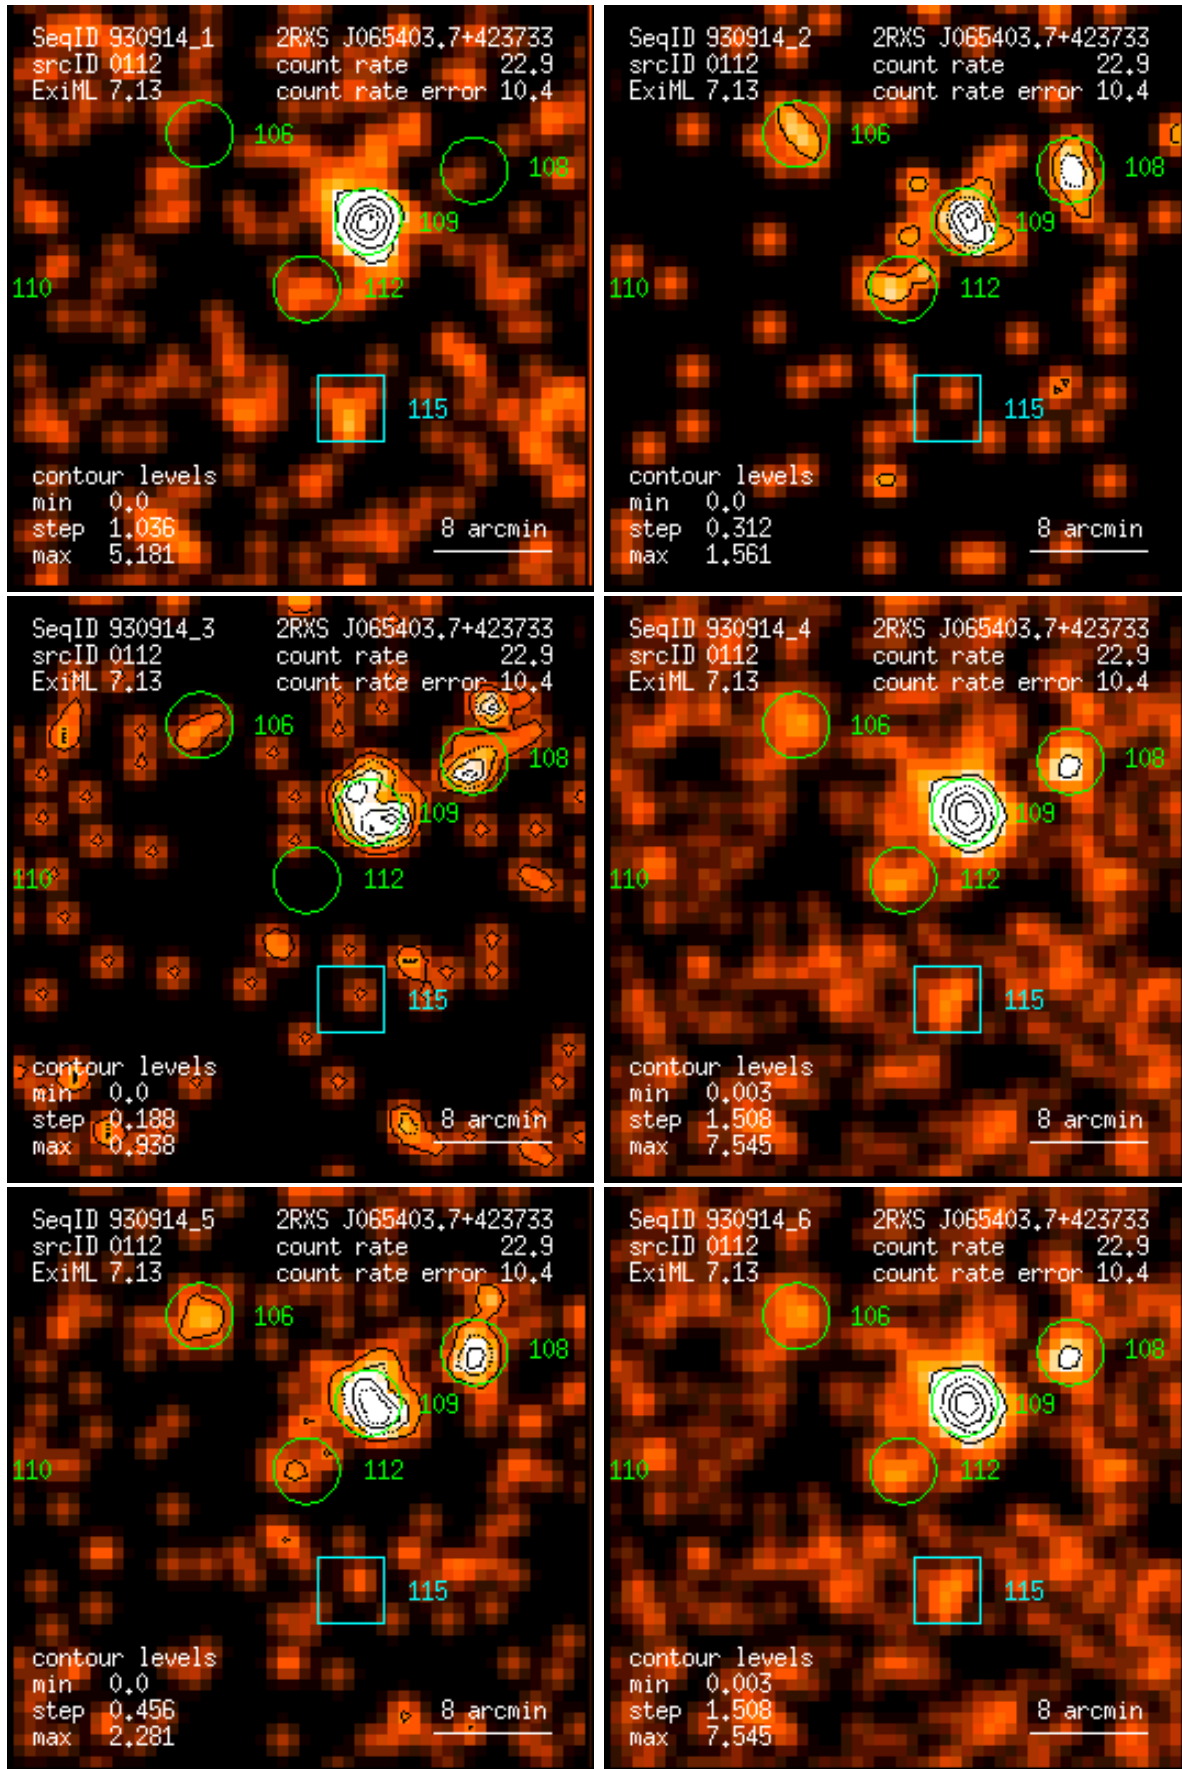 SeqID 930914_1 2RXS J065403.7+423733
srcID 0112 count rate 22.9
ExiML 7.13 count rate error 10.4
106
108
109
110
112
115
contour levels
min 0.0
step 1.036
max 5.181
8 arcmin
SeqID 930914_2 2RXS J065403.7+423733
srcID 0112 count rate 22.9
ExiML 7.13 count rate error 10.4
106
108
109
110
112
115
contour levels
min 0.0
step 0.312
max 1.561
8 arcmin
SeqID 930914_3 2RXS J065403.7+423733
srcID 0112 count rate 22.9
ExiML 7.13 count rate error 10.4
106
108
109
110
112
115
contour levels
min 0.0
step 0.188
max 0.938
8 arcmin
SeqID 930914_4 2RXS J065403.7+423733
srcID 0112 count rate 22.9
ExiML 7.13 count rate error 10.4
106
108
109
110
112
115
contour levels
min 0.003
step 1.508
max 7.545
8 arcmin
SeqID 930914_5 2RXS J065403.7+423733
srcID 0112 count rate 22.9
ExiML 7.13 count rate error 10.4
106
108
109
110
112
115
contour levels
min 0.0
step 0.456
max 2.281
8 arcmin
SeqID 930914_6 2RXS J065403.7+423733
srcID 0112 count rate 22.9
ExiML 7.13 count rate error 10.4
106
108
109
110
112
115
contour levels
min 0.003
step 1.508
max 7.545
8 arcmin